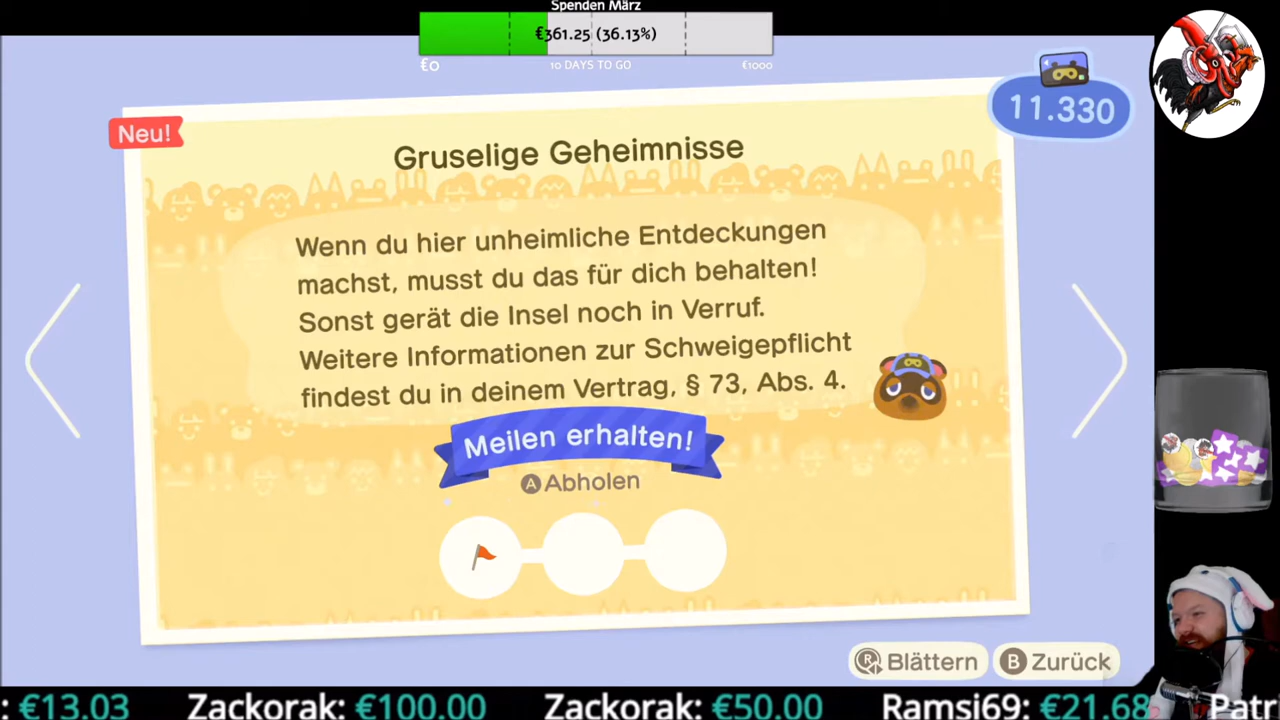 Spenden März
€361.25 (36.13%)
€0
10 DAYS TO GO
€1000
11.330
Neu!
Gruselige Geheimnisse
Wenn du hier unheimliche Entdeckungen
machst, musst du das für dich behalten!
Sonst gerät die Insel noch in Verruf.
Weitere Informationen zur Schweigepflicht
findest du in deinem Vertrag, § 73, Abs. 4.
Meilen erhalten!
A Abholen
R Blättern
B Zurück
: €13.03 Zackorak: €100.00 Zackorak: €50.00 Ramsi69: €21.68 Patr